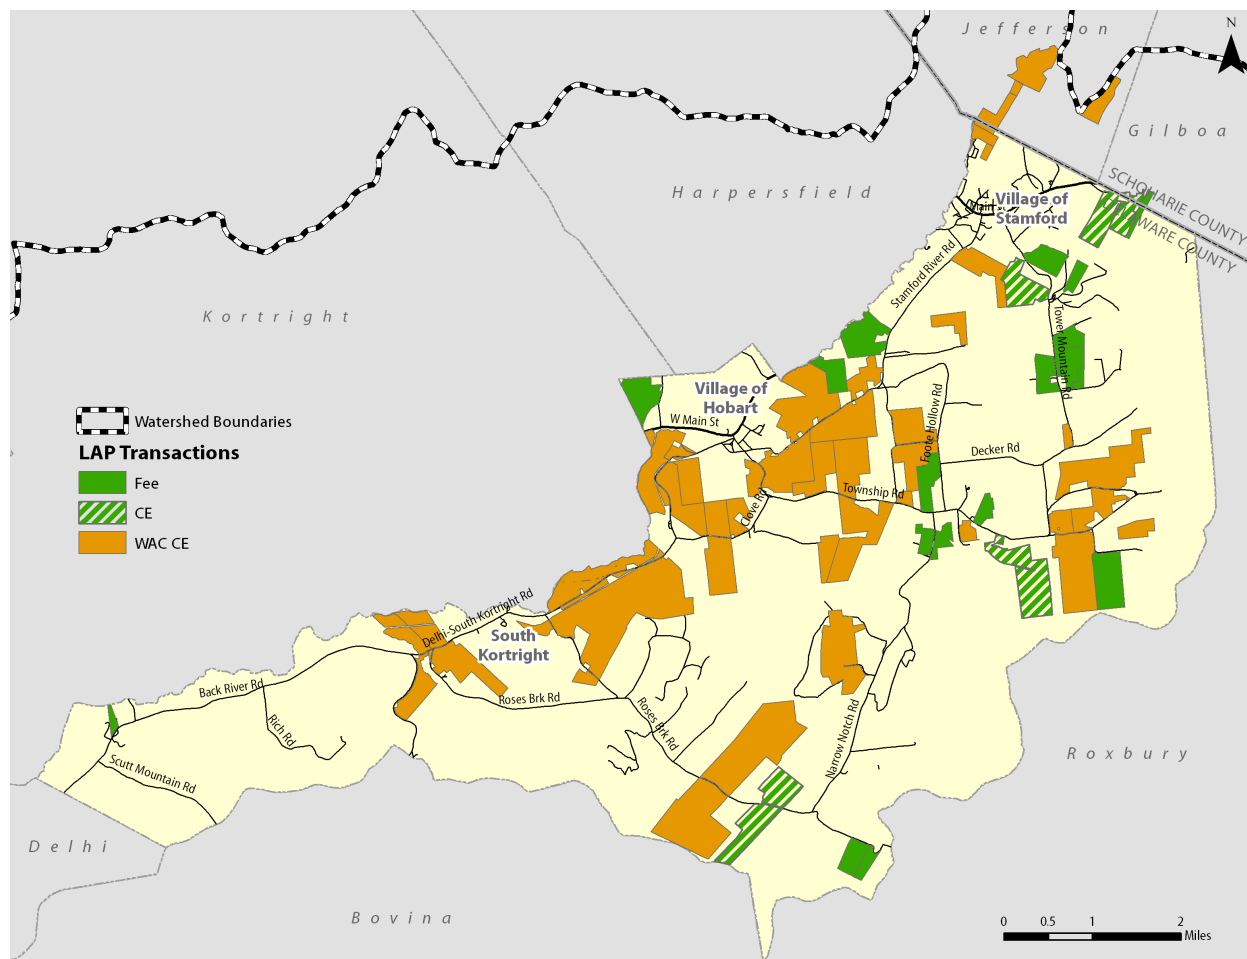 Jefferson
N
Gilboa
SCHOHARIE COUNTY
DELAWARE COUNTY
Harpersfield
Village of
Stamford
Main St
Stamford River Rd
Kortright
Tower Mountain Rd
Village of
Hobart
W Main St
Foote Hollow Rd
Decker Rd
Township Rd
Clove Rd
Watershed Boundaries
LAP Transactions
Fee
CE
WAC CE
Delhi-South Kortright Rd
South
Kortright
Back River Rd
Roses Brk Rd
Roses Brk Rd
Rich Rd
Narrow Notch Rd
Scutt Mountain Rd
Roxbury
Delhi
Bovina
0 0.5 1 2
Miles